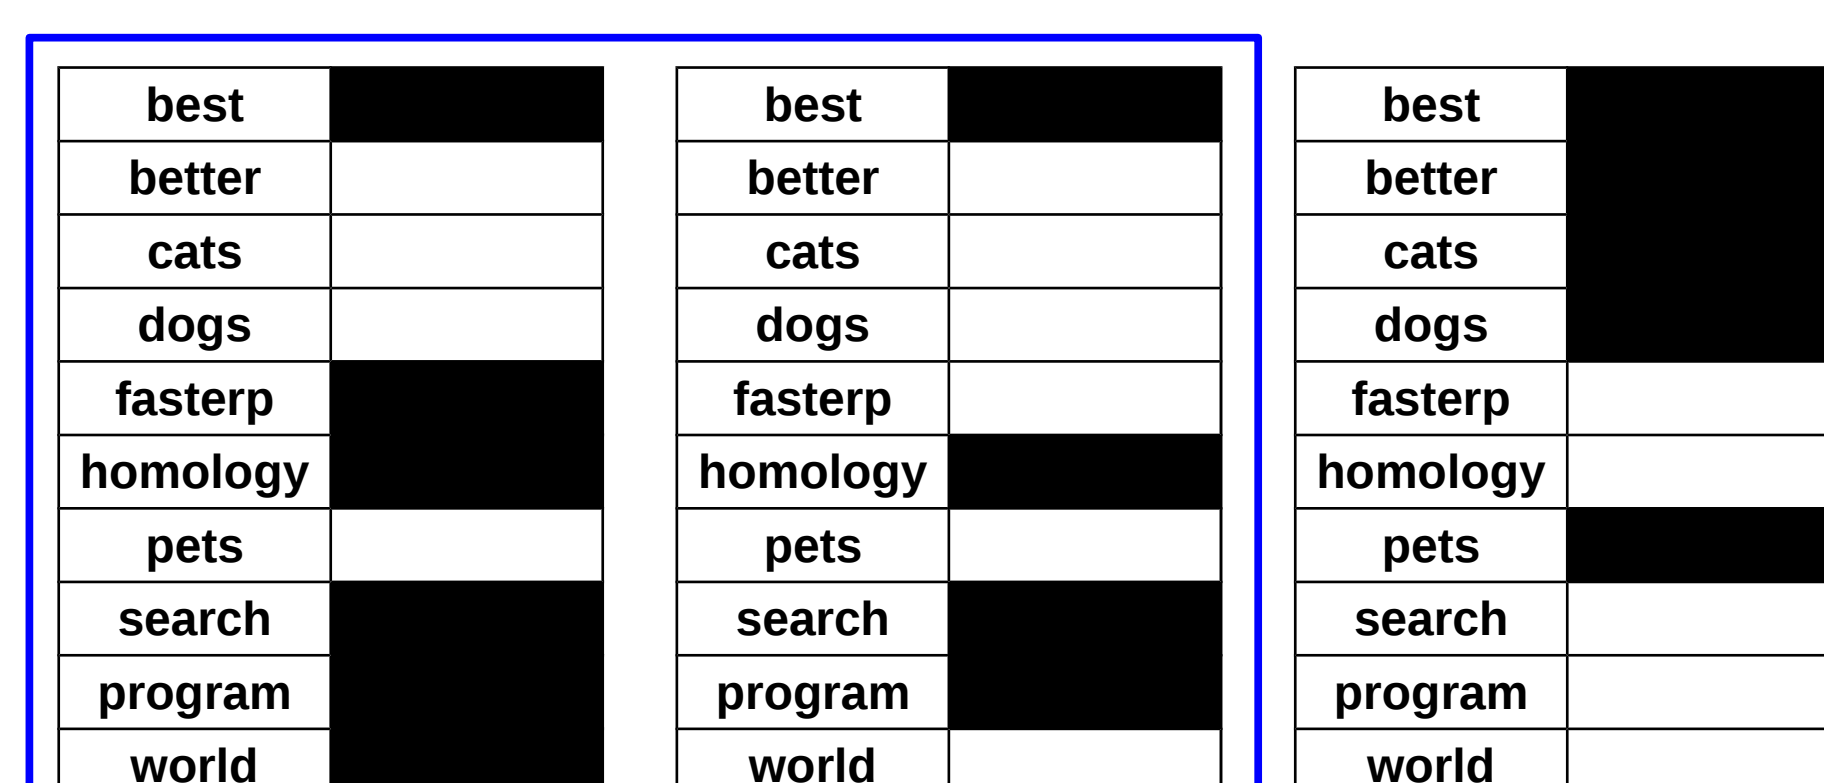 best best best
better better better
cats cats cats
dogs dogs dogs
fasterp fasterp fasterp
homology homology homology
pets pets pets
search search search
program program program
world world world